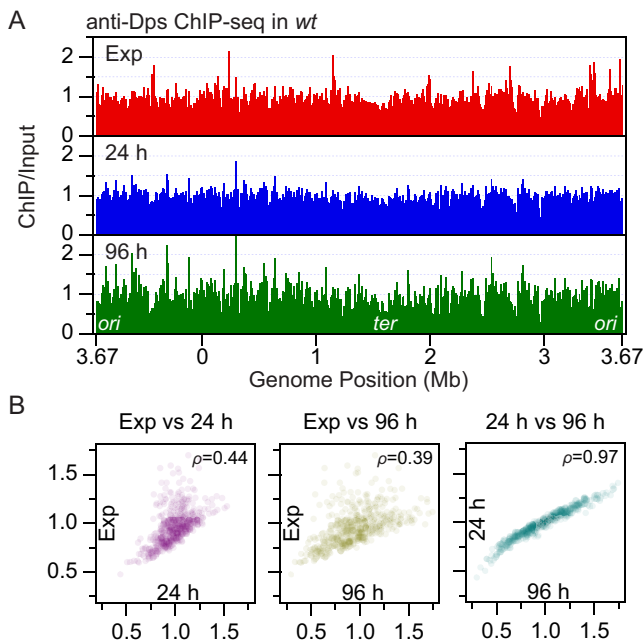 A
anti-Dps ChIP-seq in wt
Exp
24 h
96 h
ChIP/Input
2
1
0
2
1
0
2
1
0
ori
ter
ori
3.67
0
1
2
3
3.67
Genome Position (Mb)
B
Exp vs 24 h
Exp vs 96 h
24 h vs 96 h
ρ=0.44
ρ=0.39
ρ=0.97
1.5
1.0
0.5
Exp
Exp
24 h
24 h
96 h
96 h
0.5 1.0 1.5
0.5 1.0 1.5
0.5 1.0 1.5